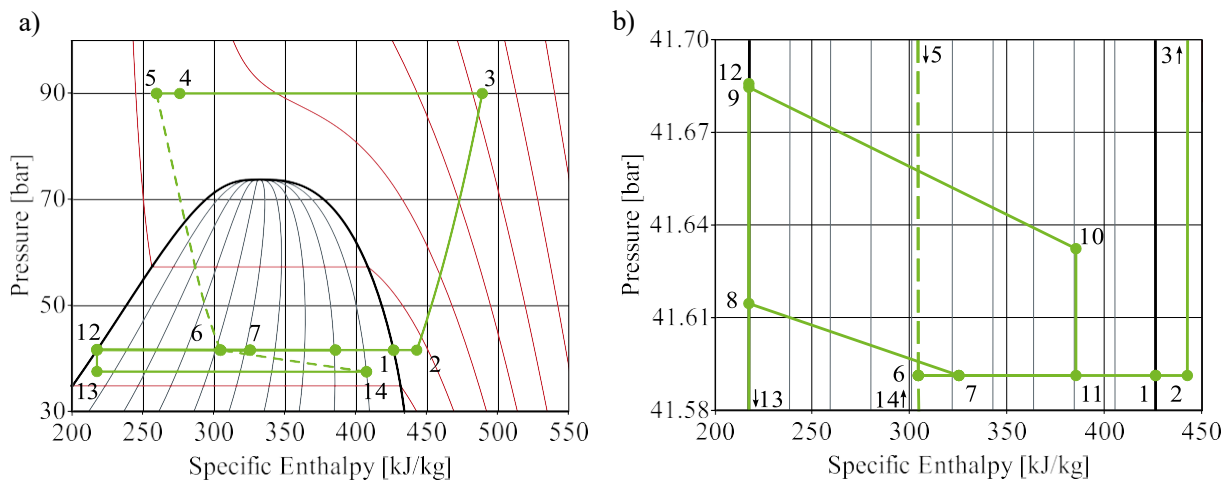 a)
Pressure [bar]
90
70
50
30
5 4 3
12 6 7 1 2
13 14
200 250 300 350 400 450 500 550
Specific Enthalpy [kJ/kg]
b)
Pressure [bar]
41.70
41.67
41.64
41.61
41.58
↓5 3↑
12
9
10
8
6 7 11 1 2
↓13 14↑
200 250 300 350 400 450
Specific Enthalpy [kJ/kg]